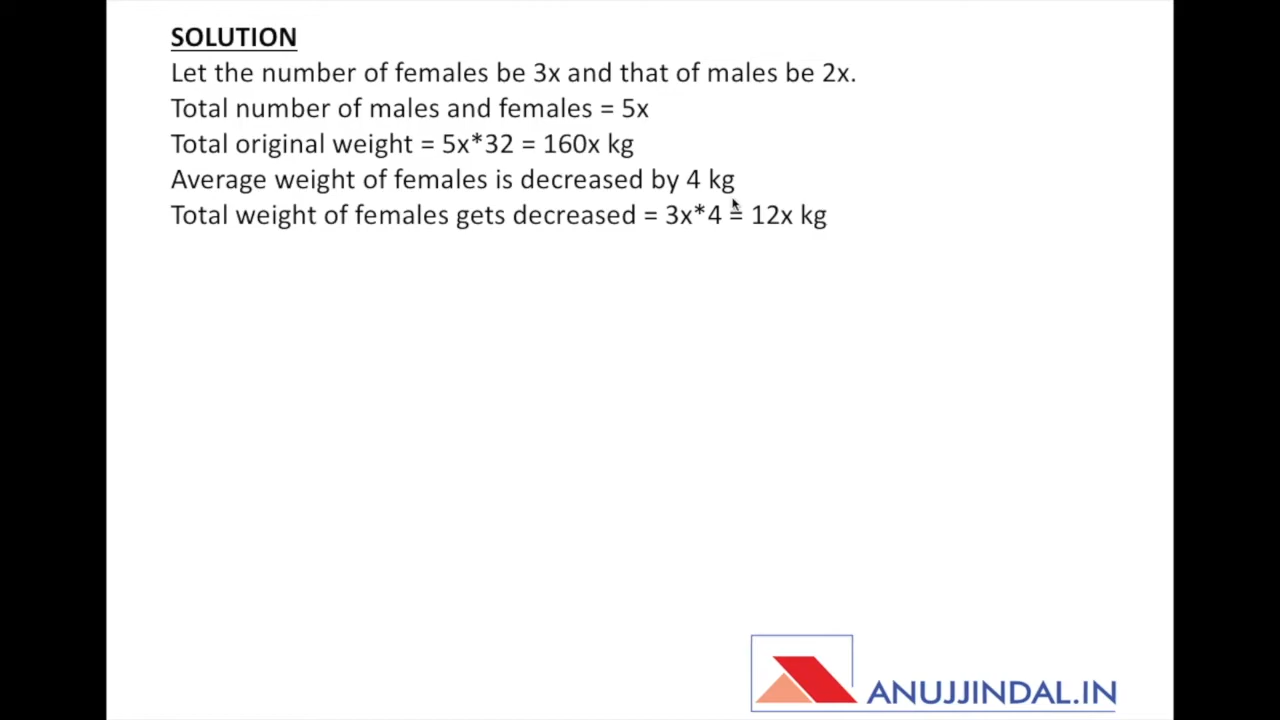 SOLUTION
Let the number of females be 3x and that of males be 2x.
Total number of males and females = 5x
Total original weight = 5x*32 = 160x kg
Average weight of females is decreased by 4 kg
Total weight of females gets decreased = 3x*4 = 12x kg
ANUJJINDAL.IN